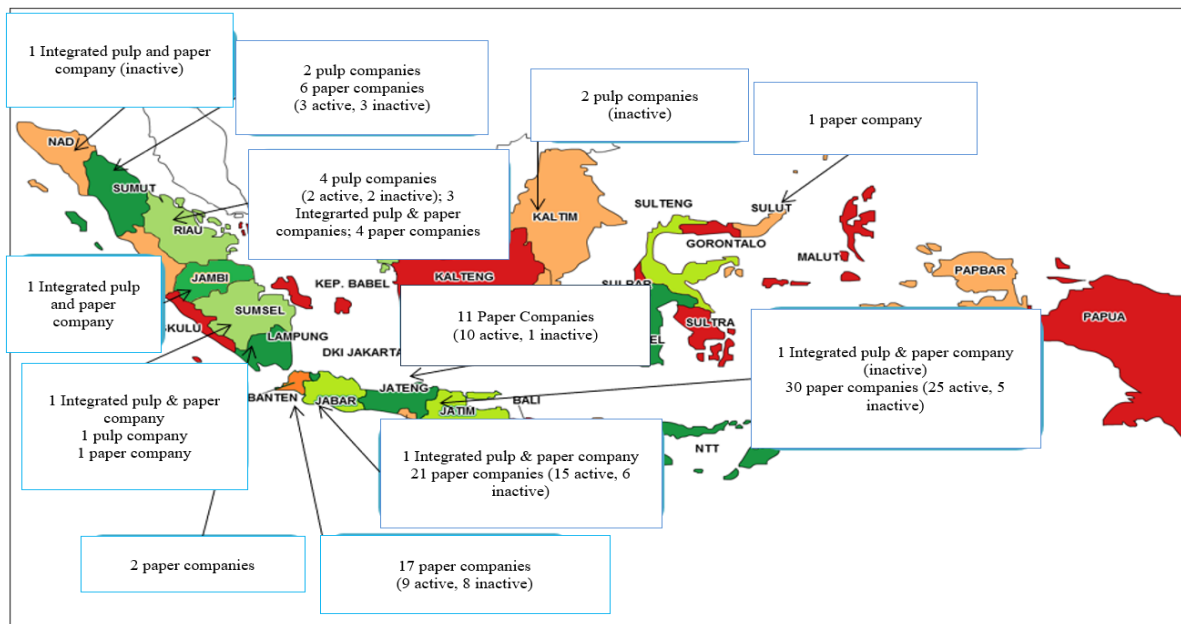 1 Integrated pulp and paper
company (inactive)
2 pulp companies
6 paper companies
(3 active, 3 inactive)
2 pulp companies
(inactive)
1 paper company
NAD
SUMUT
4 pulp companies
(2 active, 2 inactive); 3
Integrarted pulp & paper
companies; 4 paper companies
RIAU
KALTIM
SULTENG
SULUT
GORONTALO
MALUT
PAPBAR
JAMBI
KEP. BABEL
KALTENG
SULBAR
PAPUA
1 Integrated pulp
and paper
company
SUMSEL
SKULU
LAMPUNG
11 Paper Companies
(10 active, 1 inactive)
SULTRA
EL
DKI JAKARTA
1 Integrated pulp & paper company
(inactive)
30 paper companies (25 active, 5
inactive)
BANTEN
JABAR
JATENG
JATIM
BALI
NTT
1 Integrated pulp & paper
company
1 pulp company
1 paper company
1 Integrated pulp & paper company
21 paper companies (15 active, 6
inactive)
2 paper companies
17 paper companies
(9 active, 8 inactive)